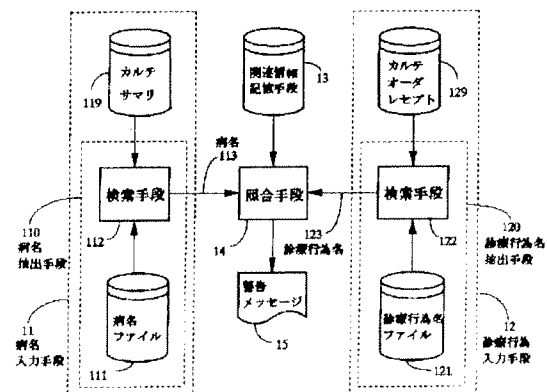 カルテ
サマリ
119
関連情報
記憶手段
13
カルテ
オーダ
レセプト
129
検索手段
112
病名
113
照合手段
14
検索手段
122
123
診療行為名
110
病名
抽出手段
120
診療行為名
抽出手段
警告
メッセージ
15
11
病名
入力手段
病名
ファイル
111
診療行為名
ファイル
121
12
診療行為
入力手段